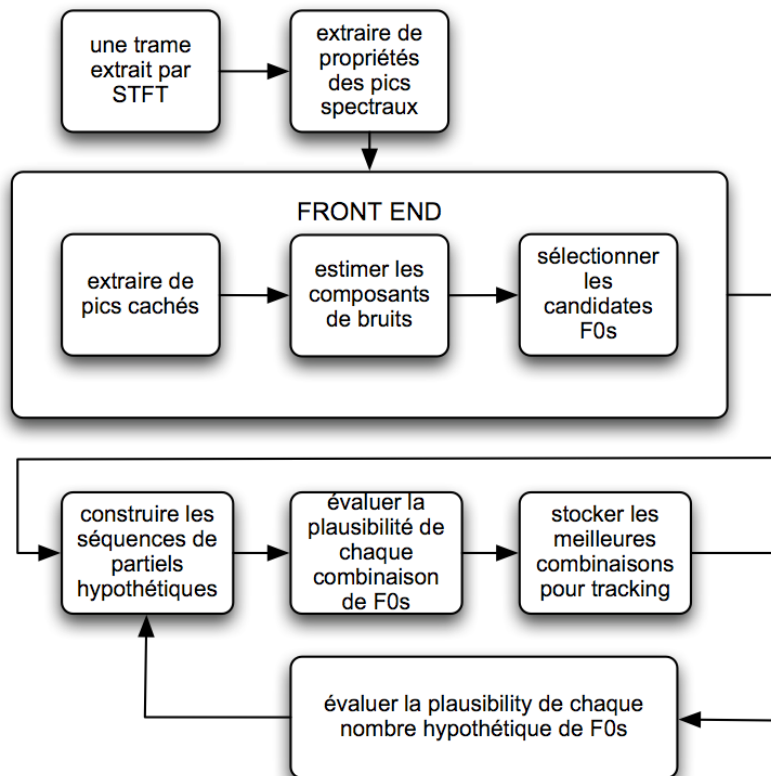 une trame
extrait par
STFT
extraire de
propriétés
des pics
spectraux
FRONT END
extraire de
pics cachés
estimer les
composants
de bruits
sélectionner
les
candidates
F0s
construire les
séquences de
partiels
hypothétiques
évaluer la
plausibilité de
chaque
combinaison
de F0s
stocker les
meilleures
combinaisons
pour tracking
évaluer la plausibility de chaque
nombre hypothétique de F0s